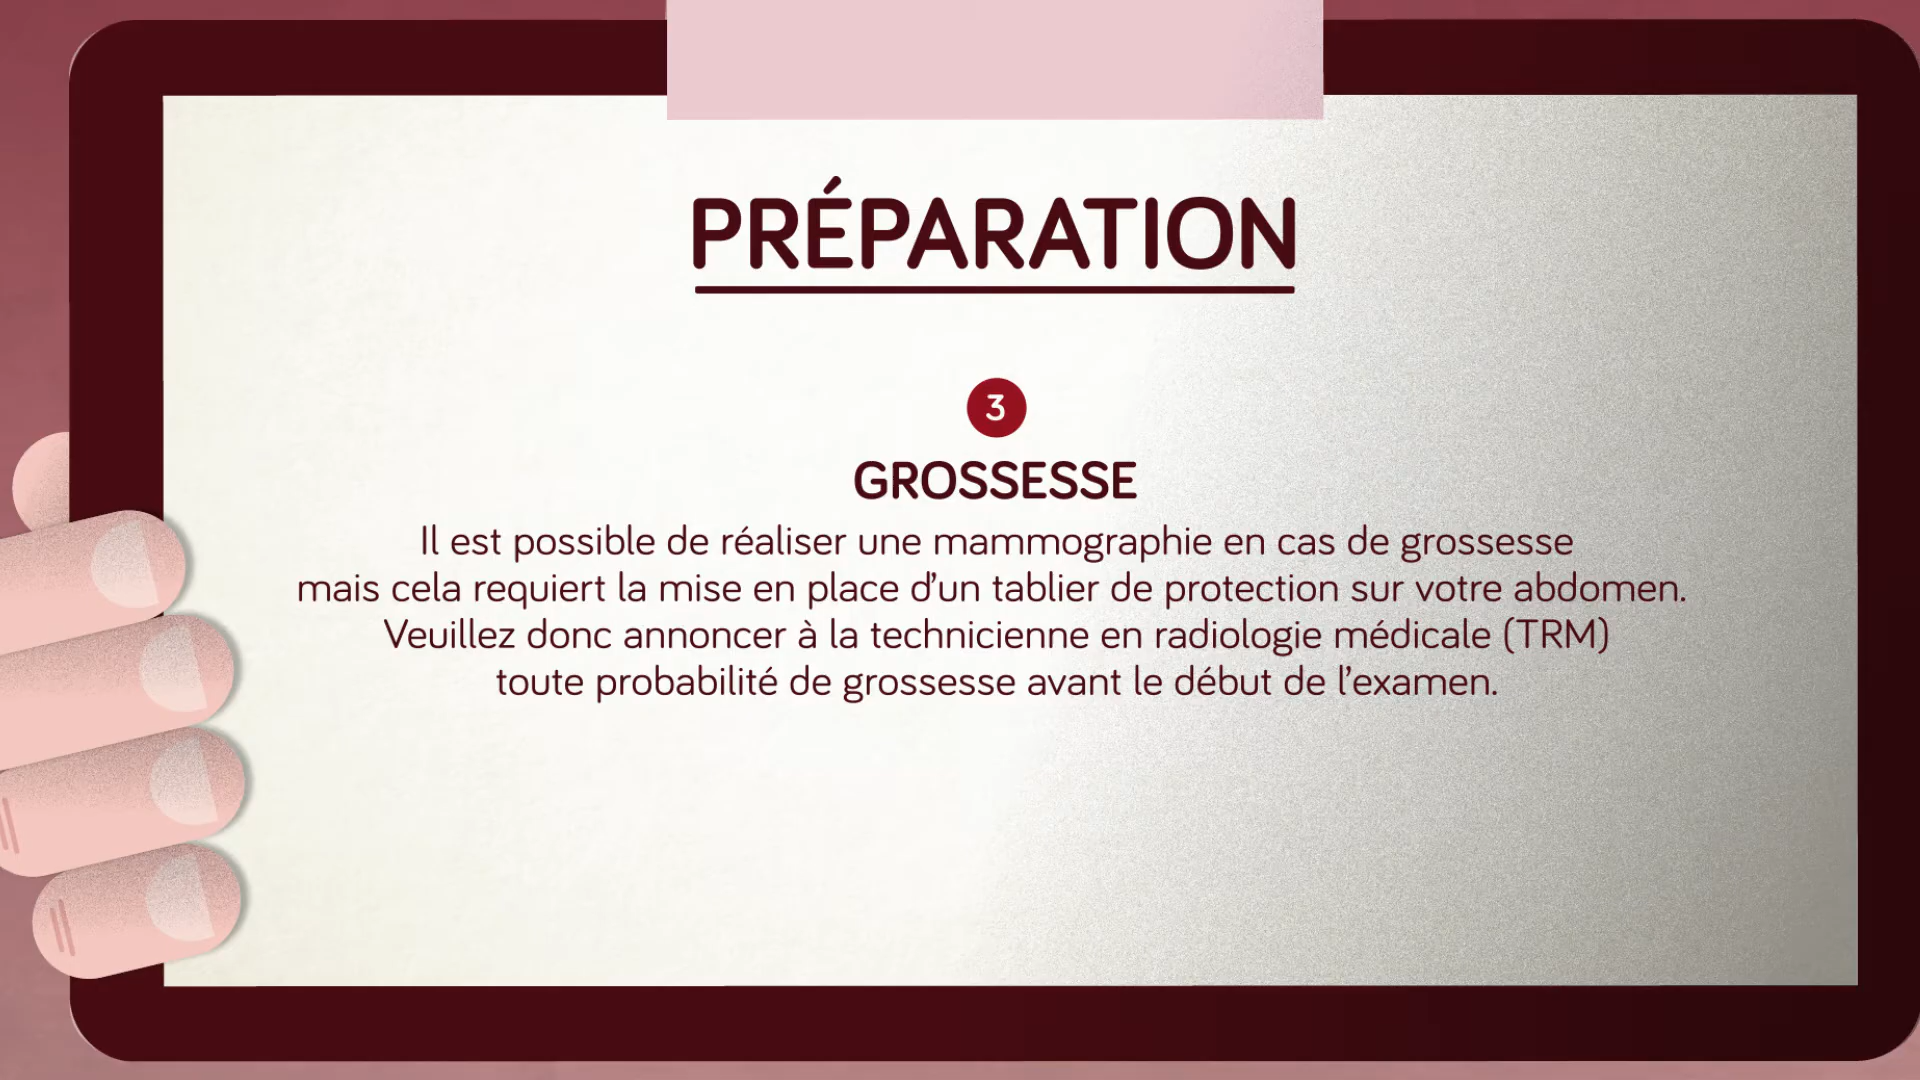 PRÉPARATION
3
GROSSESSE
Il est possible de réaliser une mammographie en cas de grossesse
mais cela requiert la mise en place d’un tablier de protection sur votre abdomen.
Veuillez donc annoncer à la technicienne en radiologie médicale (TRM)
toute probabilité de grossesse avant le début de l’examen.